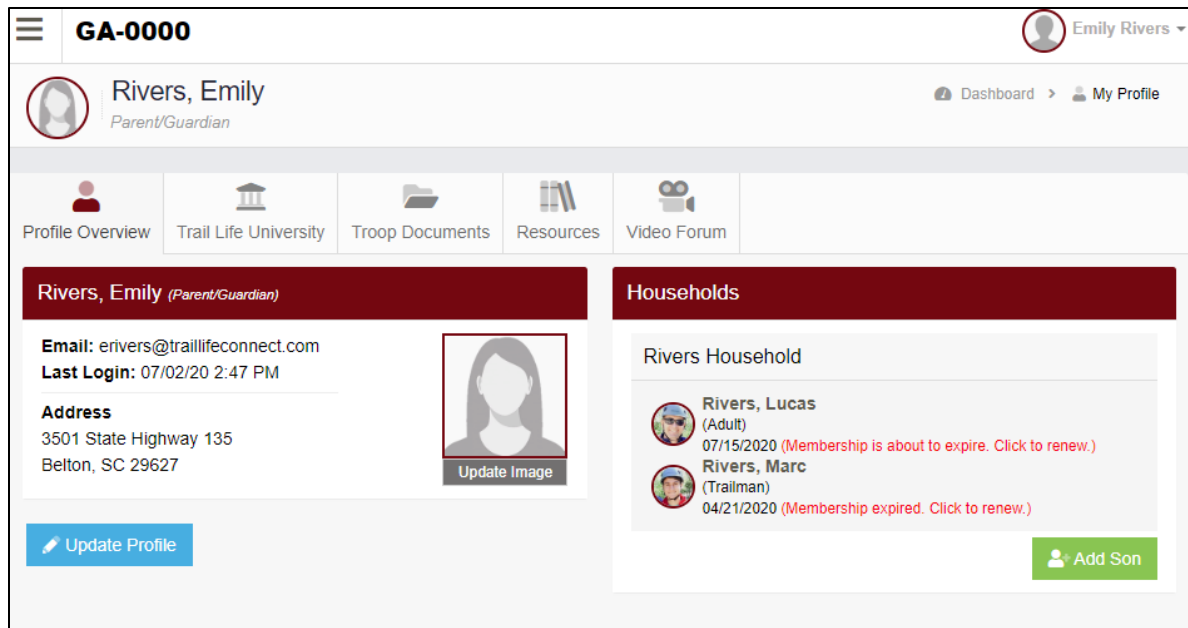 GA-0000
Emily Rivers
Rivers, Emily
Parent/Guardian
Dashboard > My Profile
Profile Overview
Trail Life University
Troop Documents
Resources
Video Forum
Rivers, Emily (Parent/Guardian)
Email: erivers@traillifeconnect.com
Last Login: 07/02/20 2:47 PM
Address
3501 State Highway 135
Belton, SC 29627
Update Image
Update Profile
Households
Rivers Household
Rivers, Lucas
(Adult)
07/15/2020 (Membership is about to expire. Click to renew.)
Rivers, Marc
(Trailman)
04/21/2020 (Membership expired. Click to renew.)
Add Son